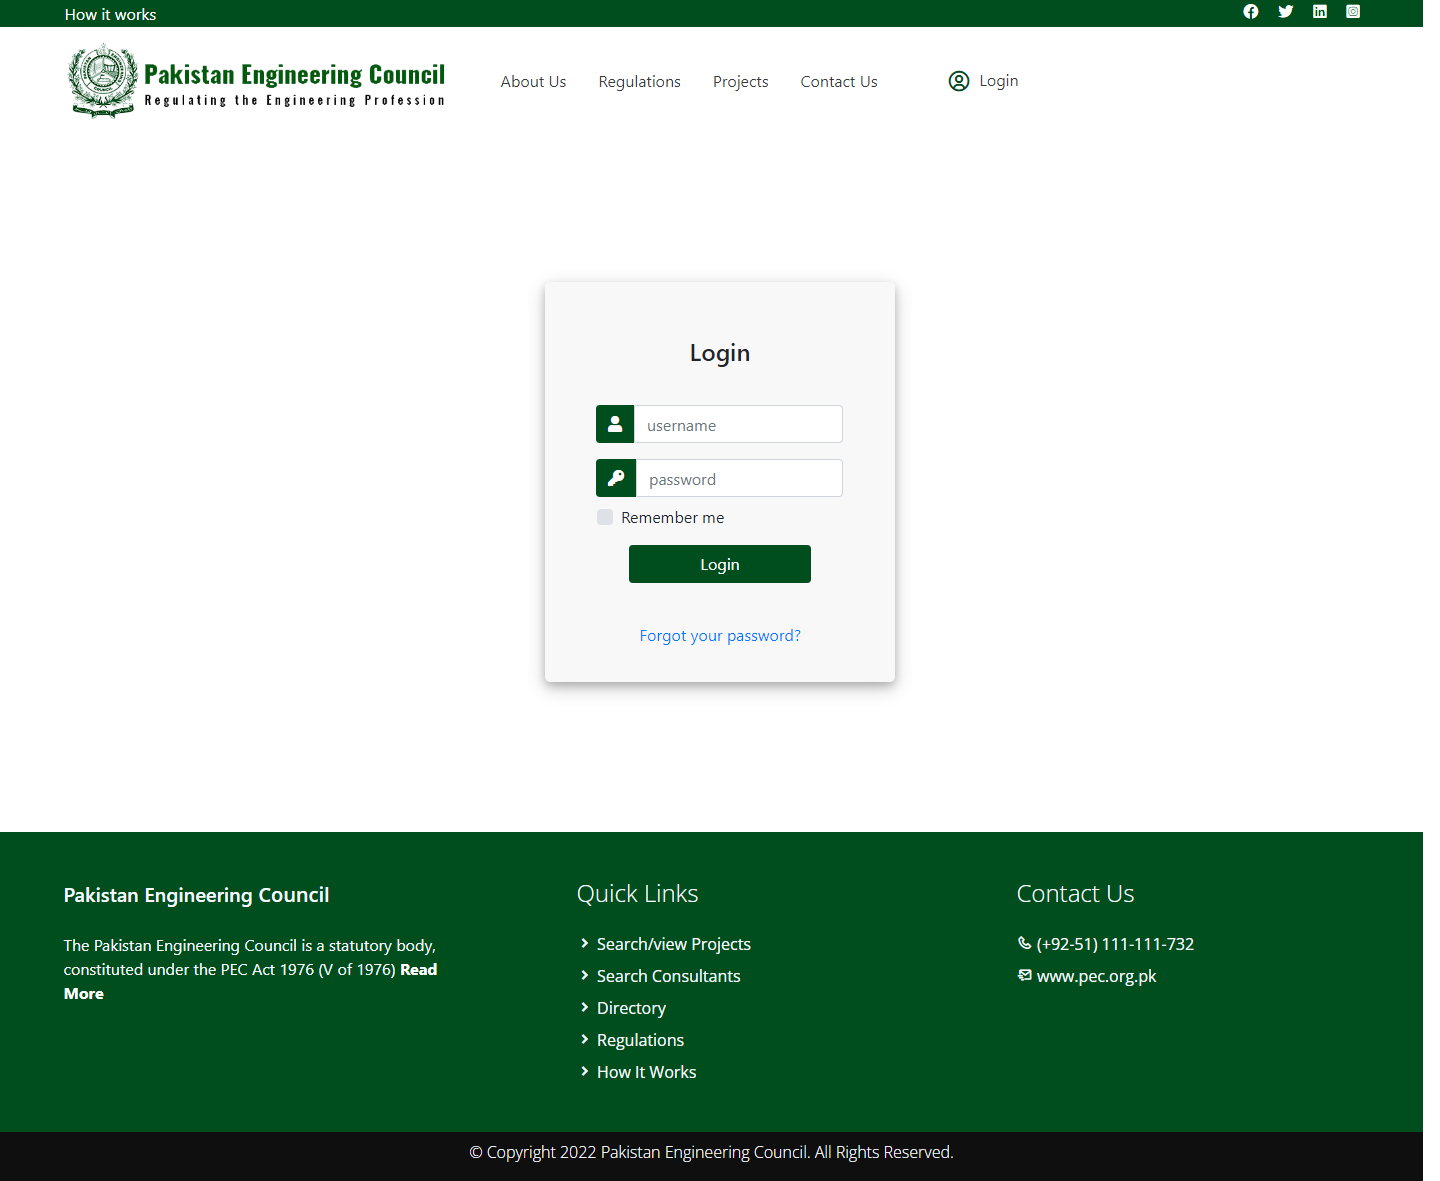 How it works
Pakistan Engineering Council
Regulating the Engineering Profession
About Us
Regulations
Projects
Contact Us
Login
Login
username
password
Remember me
Login
Forgot your password?
Pakistan Engineering Council
The Pakistan Engineering Council is a statutory body,
constituted under the PEC Act 1976 (V of 1976) Read
More
Quick Links
Search/view Projects
Search Consultants
Directory
Regulations
How It Works
Contact Us
(+92-51) 111-111-732
www.pec.org.pk
© Copyright 2022 Pakistan Engineering Council. All Rights Reserved.